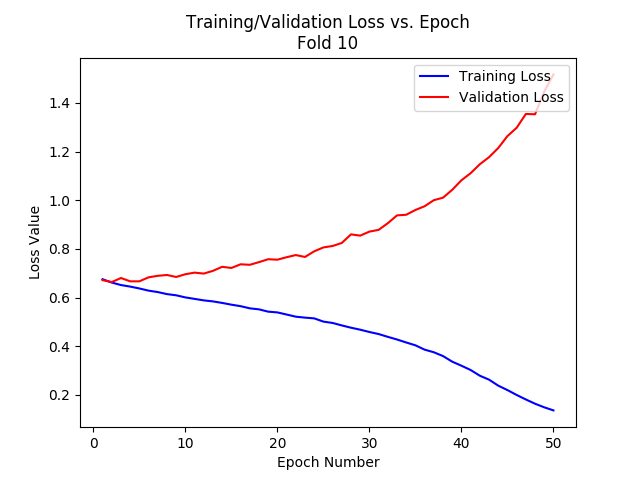 Training/Validation Loss vs. Epoch
Fold 10
Training Loss
Validation Loss
Loss Value
1.4
1.2
1.0
0.8
0.6
0.4
0.2
0 10 20 30 40 50
Epoch Number